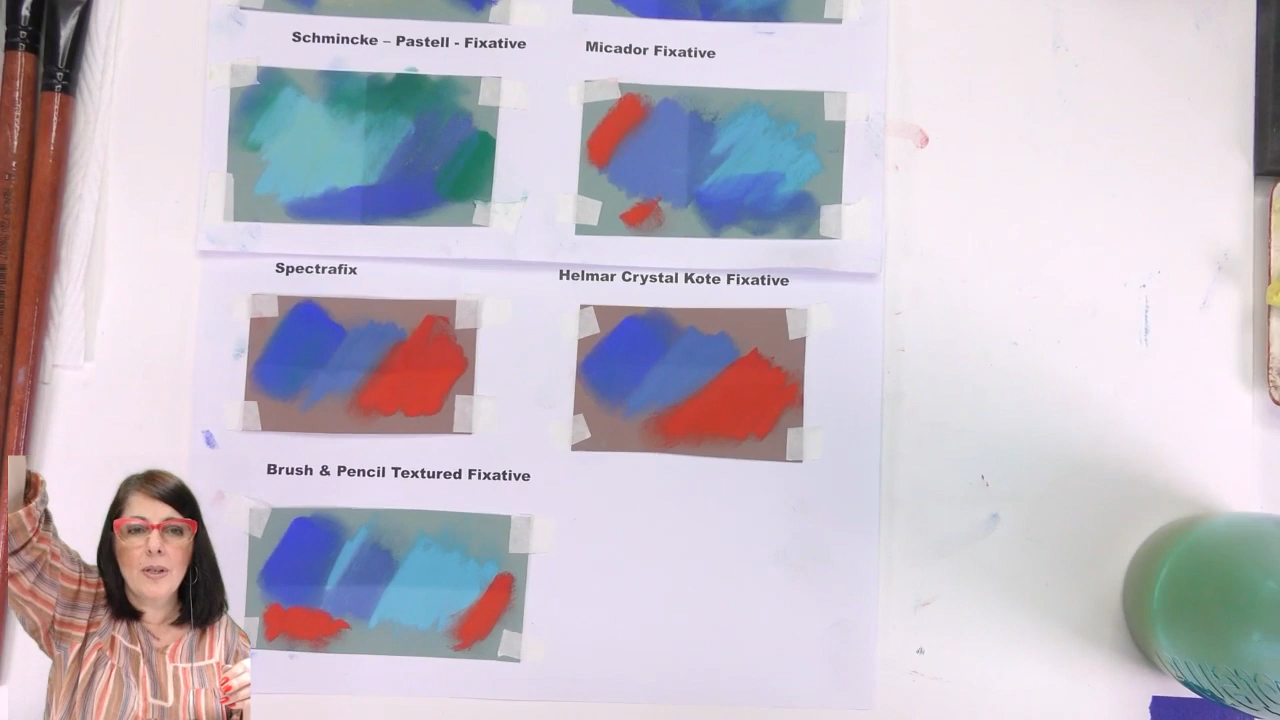 Schmincke – Pastell - Fixative
Micador Fixative
Spectrafix
Helmar Crystal Kote Fixative
Brush & Pencil Textured Fixative